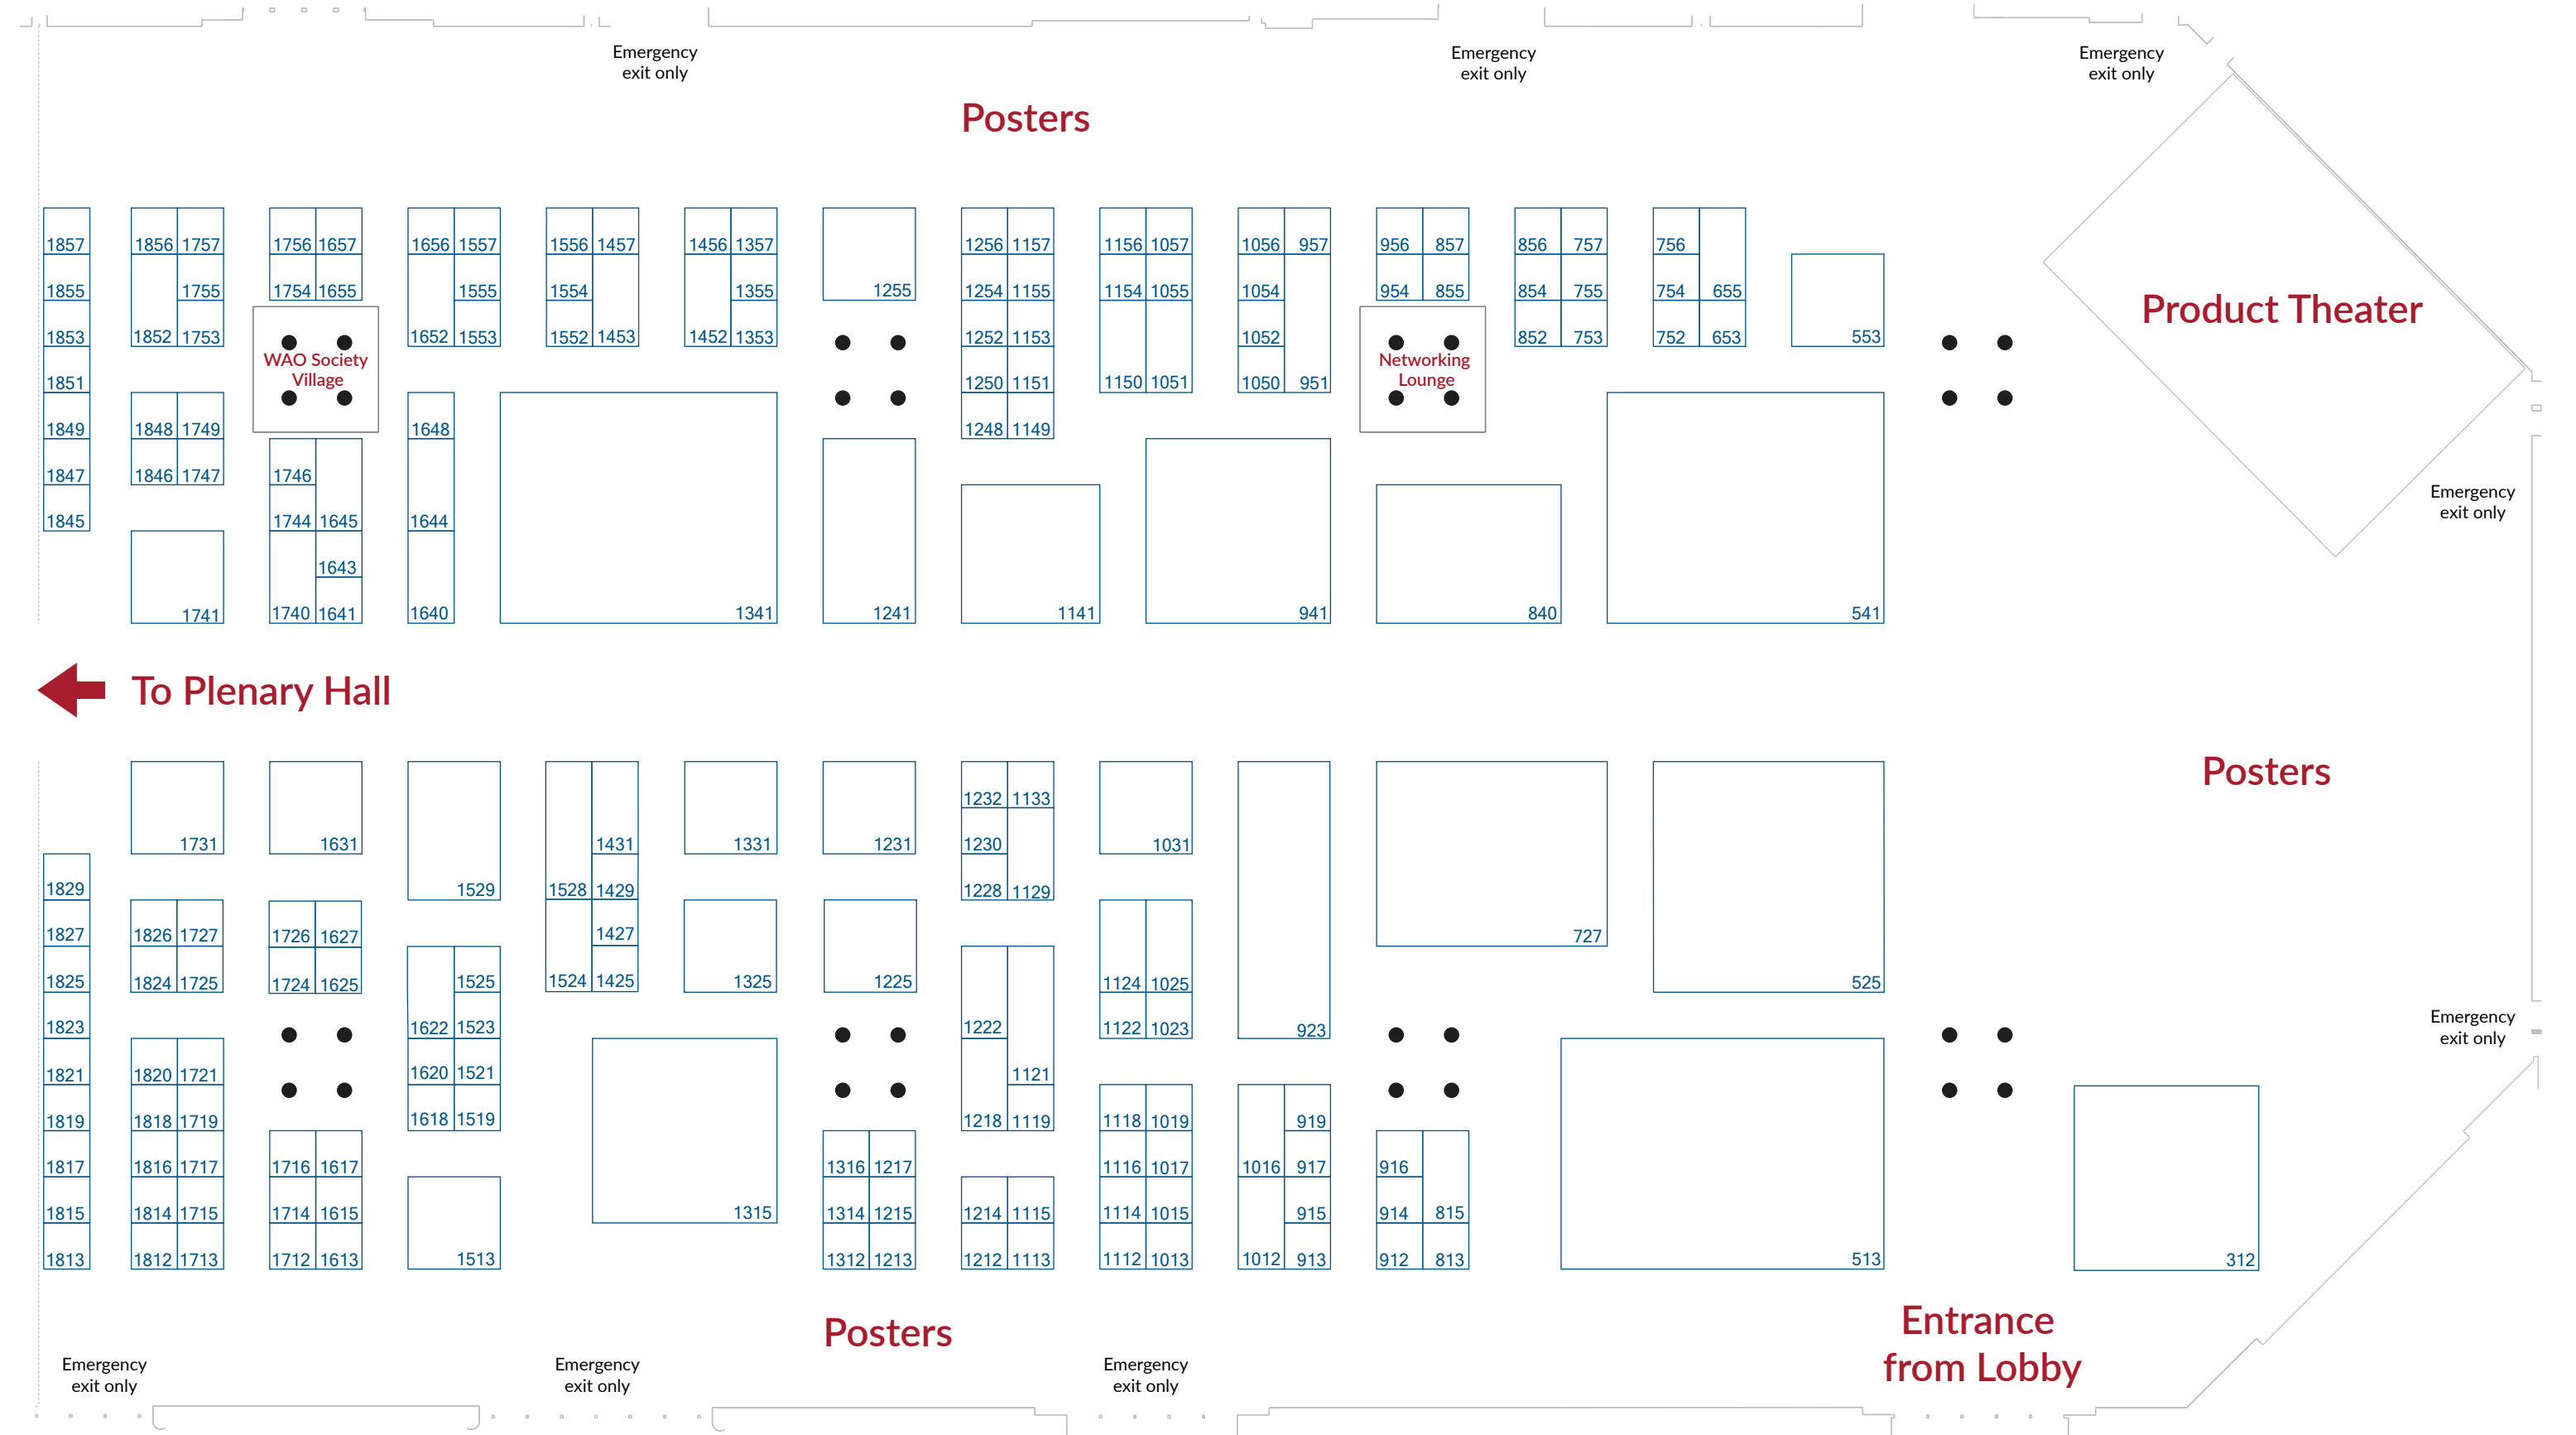 Emergency
exit only
Emergency
exit only
Emergency
exit only
Posters
1857 1856 1757 1756 1657 1656 1557 1556 1457 1456 1357 1256 1157 1156 1057 1056 957 956 857 856 757 756
1855 1755 1754 1655 1555 1554 1355 1255 1254 1155 1154 1055 1054 954 855 854 755 754 655
Product Theater
1853 1852 1753 1652 1553 1552 1453 1452 1353 1252 1153 1052 852 753 752 653 553
WAO Society
Village
Networking
Lounge
1851 1250 1151 1150 1051 1050 951
1849 1848 1749 1648 1248 1149
1847 1846 1747 1746
Emergency
exit only
1845 1744 1645 1644
1643
1741 1740 1641 1640 1341 1241 1141 941 840 541
To Plenary Hall
Posters
1232 1133
1731 1631 1431 1331 1231 1230 1031
1829 1529 1528 1429 1228 1129
1827 1826 1727 1726 1627 1427 727
1825 1824 1725 1724 1625 1525 1524 1425 1325 1225 1124 1025 525
1823 1622 1523 1222 1122 1023 923
Emergency
exit only
1821 1820 1721 1620 1521 1121
1819 1818 1719 1618 1519 1218 1119 1118 1019 919
1817 1816 1717 1716 1617 1316 1217 1116 1017 1016 917 916
1815 1814 1715 1714 1615 1315 1314 1215 1214 1115 1114 1015 915 914 815
1813 1812 1713 1712 1613 1513 1312 1213 1212 1113 1112 1013 1012 913 912 813 513 312
Posters
Entrance
from Lobby
Emergency
exit only
Emergency
exit only
Emergency
exit only